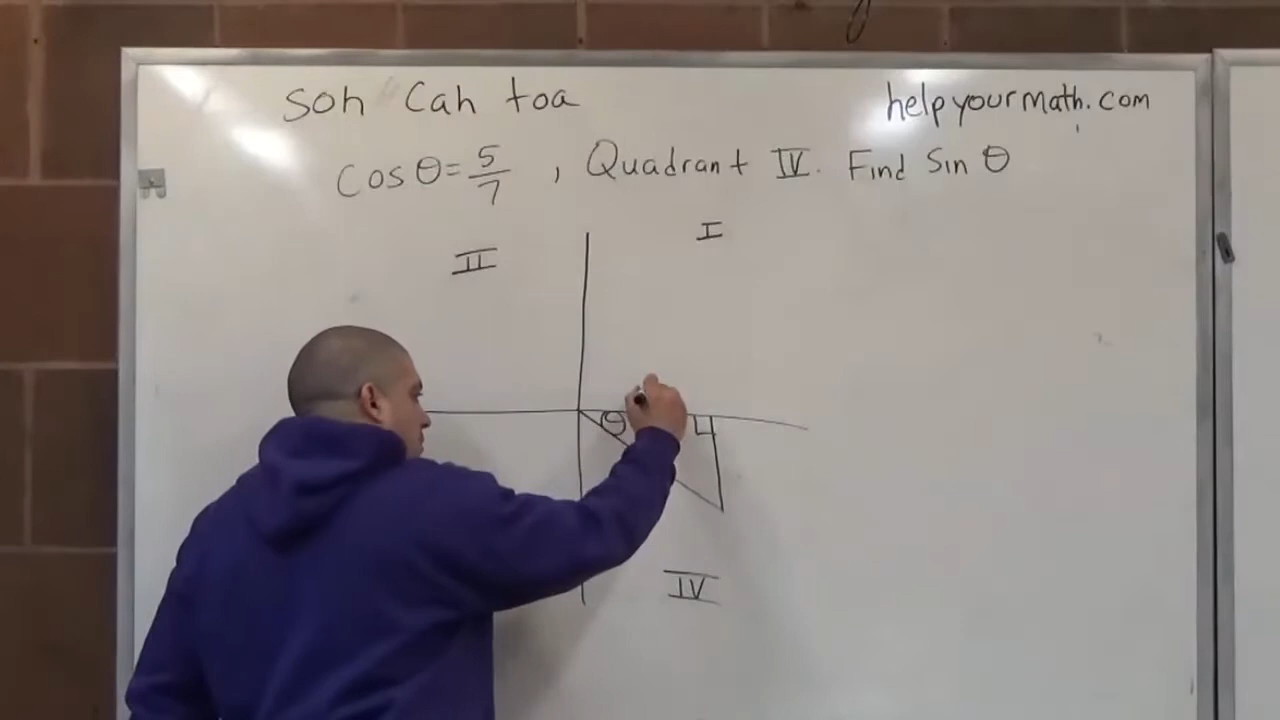 Soh Cah toa
helpyourmath.com
Cos θ = 5/7 , Quadrant IV. Find Sin θ
I
II
θ
IV